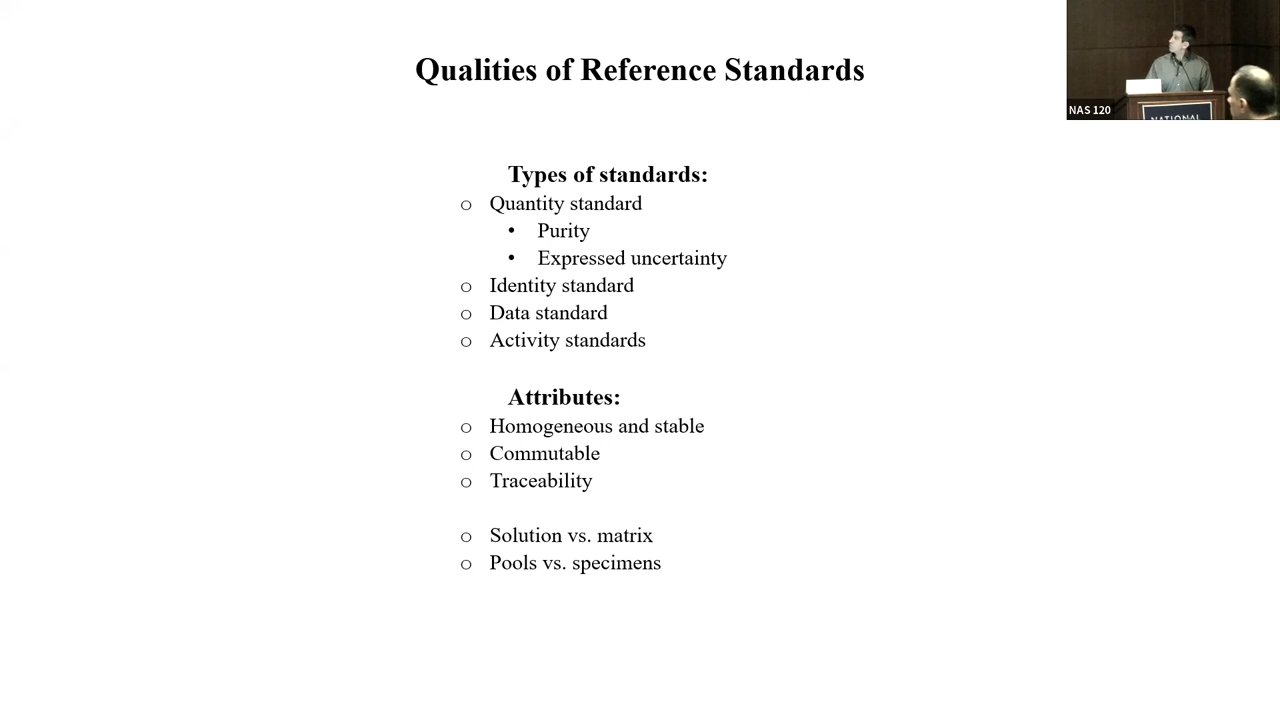 Qualities of Reference Standards
NAS 120
NATIONAL
Types of standards:
o Quantity standard
• Purity
• Expressed uncertainty
o Identity standard
o Data standard
o Activity standards
Attributes:
o Homogeneous and stable
o Commutable
o Traceability
o Solution vs. matrix
o Pools vs. specimens